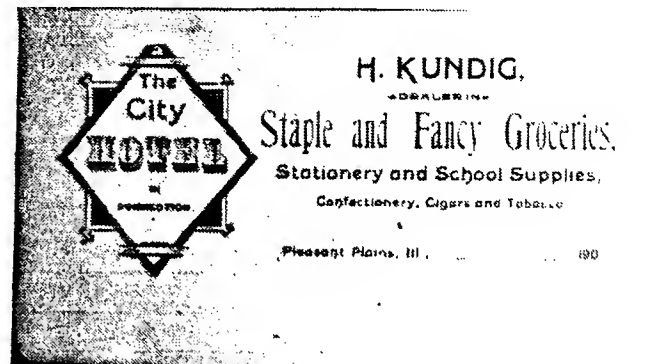 The
City
HOTEL
IN
CONNECTION
H. KUNDIG,
DEALER IN
Staple and Fancy Groceries,
Stationery and School Supplies,
Confectionery, Cigars and Tobacco
Pleasant Plains, Ill., 190